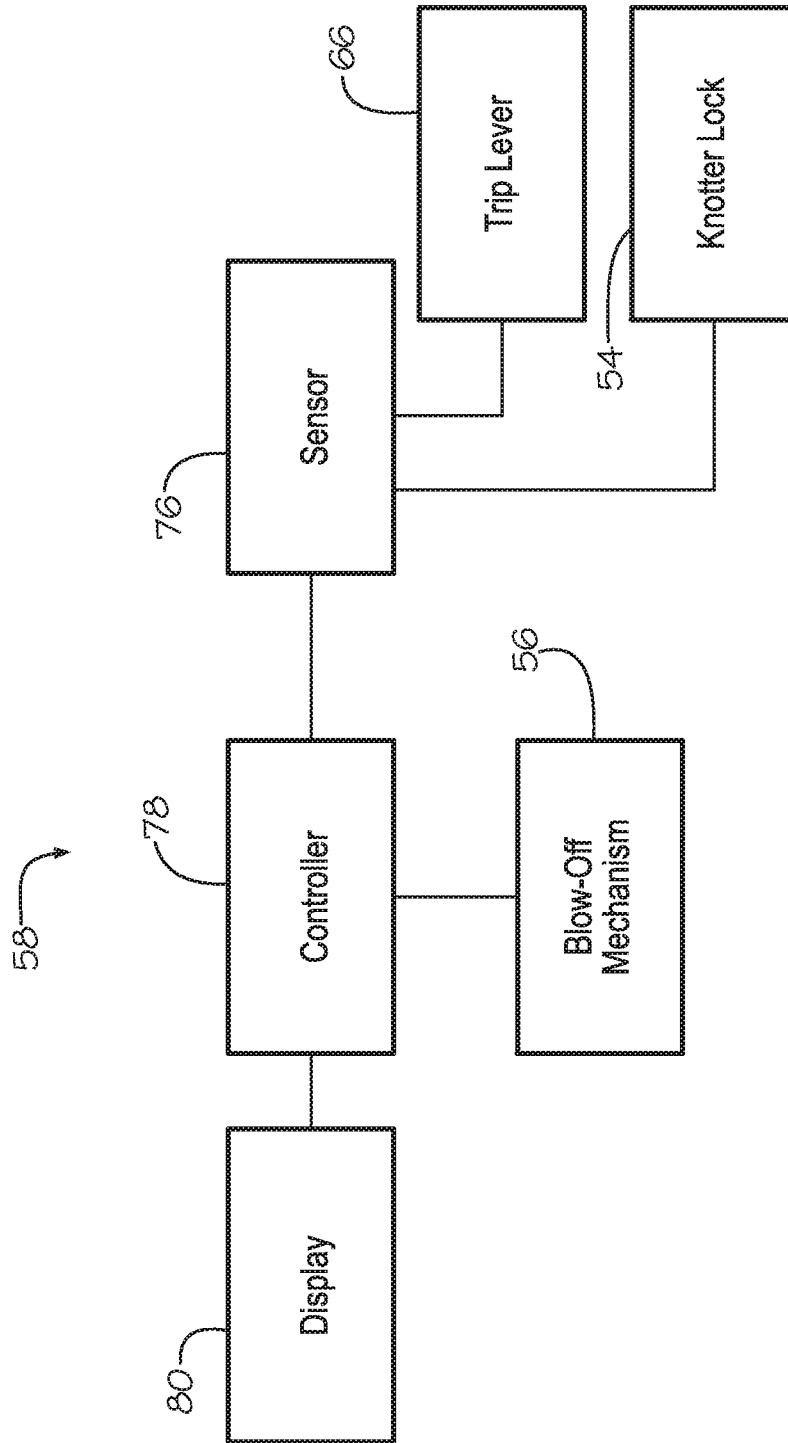 58
80
Display
78
Controller
56
Blow-Off
Mechanism
76
Sensor
66
Trip Lever
54
Knotter Lock